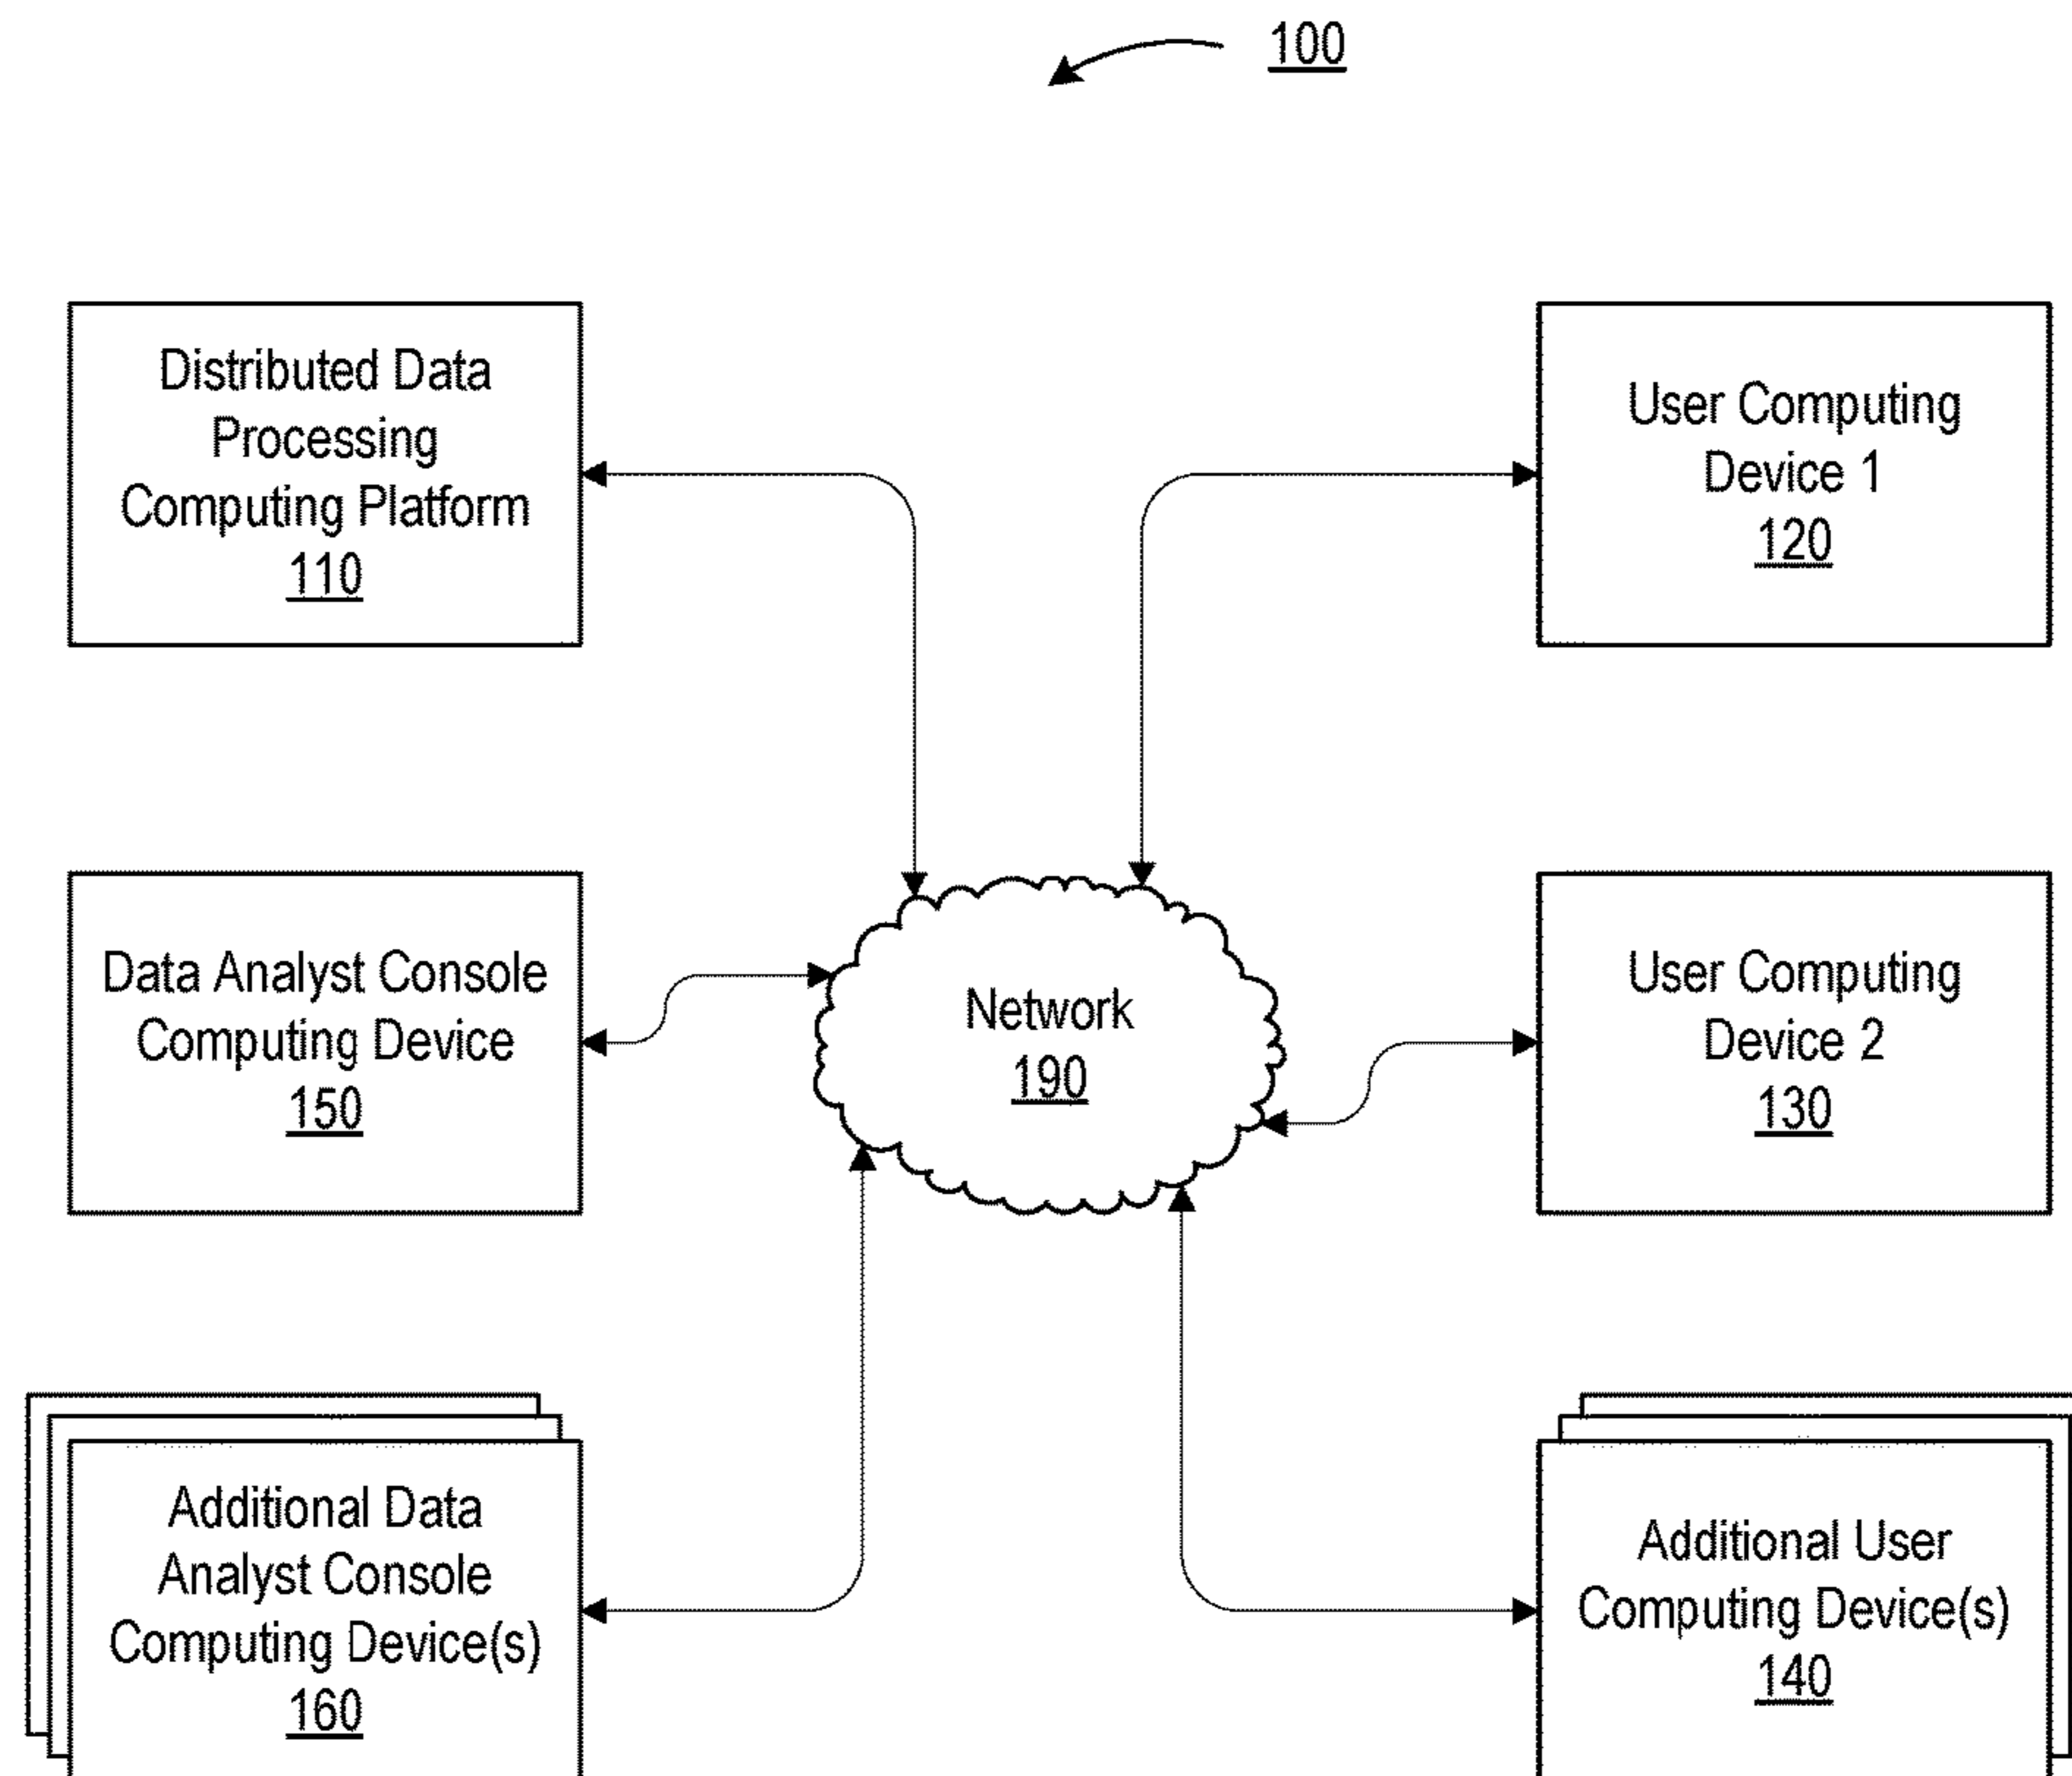 100
Distributed Data
Processing
Computing Platform
110
User Computing
Device 1
120
Data Analyst Console
Computing Device
150
Network
190
User Computing
Device 2
130
Additional Data
Analyst Console
Computing Device(s)
160
Additional User
Computing Device(s)
140